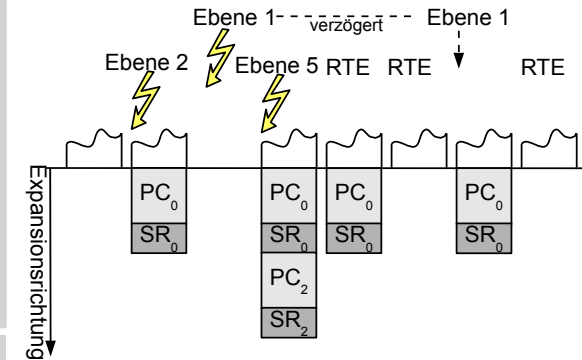 Ebene 1 verzögert Ebene 1
Ebene 2 Ebene 5 RTE RTE RTE
Expansionsrichtung
PC0 PC0 PC0 PC0
SR0 SR0 SR0 SR0
PC2
SR2